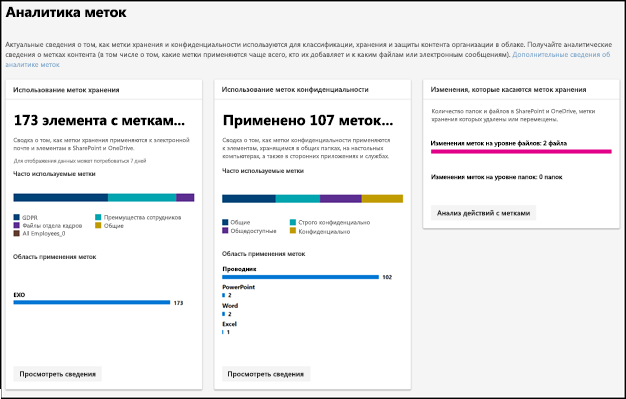 Аналитика меток
Актуальные сведения о том, как метки хранения и конфиденциальности используются для классификации, хранения и защиты контента организации в облаке. Получайте аналитические
сведения о метках контента (в том числе о том, какие метки применяются чаще всего, кто их добавляет и к каким файлам или электронным сообщениям). Дополнительные сведения об
аналитике меток
Использование меток хранения
173 элемента с меткам...
Сводка о том, как метки хранения применяются к электронной
почте и элементам в SharePoint и OneDrive.
Для отображения данных может потребоваться 7 дней
Часто используемые метки
GDPR
Преимущества сотрудников
Файлы отдела кадров
Общие
All Employees_0
Область применения меток
EXO
173
Просмотреть сведения
Использование меток конфиденциальности
Применено 107 меток...
Сводка о том, как метки конфиденциальности применяются
к элементам, хранящимся в общих папках, на настольных
компьютерах, а также в сторонних приложениях и службах.
Часто используемые метки
Общие
Строго конфиденциально
Общедоступные
Конфиденциально
Область применения меток
Проводник
102
PowerPoint
2
Word
2
Excel
1
Просмотреть сведения
Изменения, которые касаются меток хранения
Количество папок и файлов в SharePoint и OneDrive, метки
хранения которых удалены или перемещены.
Изменения меток на уровне файлов: 2 файла
Изменения меток на уровне папок: 0 папок
Анализ действий с метками